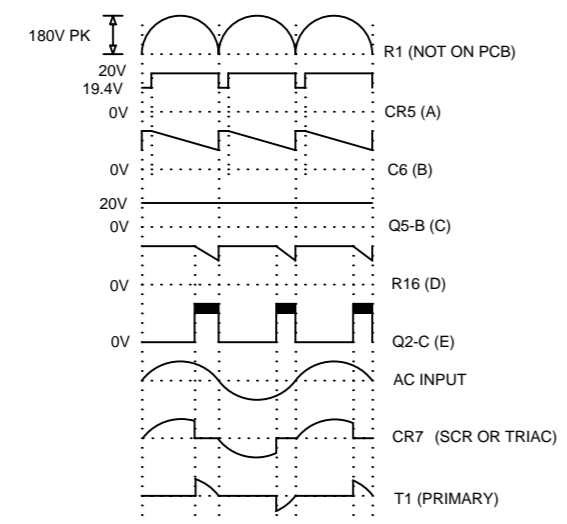 180V PK
R1 (NOT ON PCB)
20V
19.4V
0V
CR5 (A)
0V
C6 (B)
20V
0V
Q5-B (C)
0V
R16 (D)
0V
Q2-C (E)
AC INPUT
CR7 (SCR OR TRIAC)
T1 (PRIMARY)